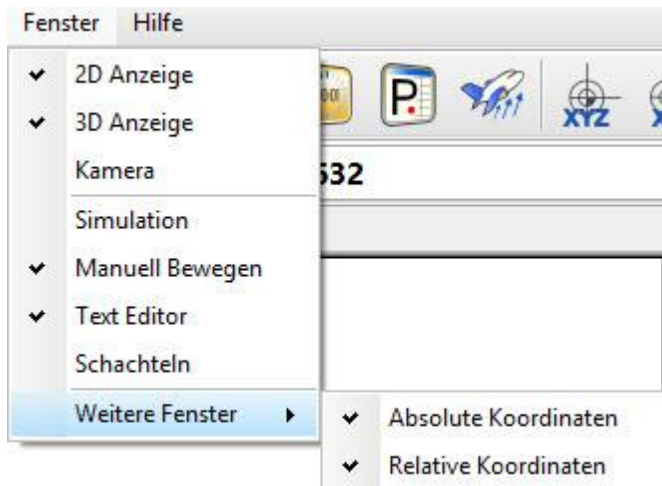 Fenster Hilfe
2D Anzeige
P.
XYZ
3D Anzeige
Kamera
532
Simulation
Manuell Bewegen
Text Editor
Schachteln
Weitere Fenster
Absolute Koordinaten
Relative Koordinaten